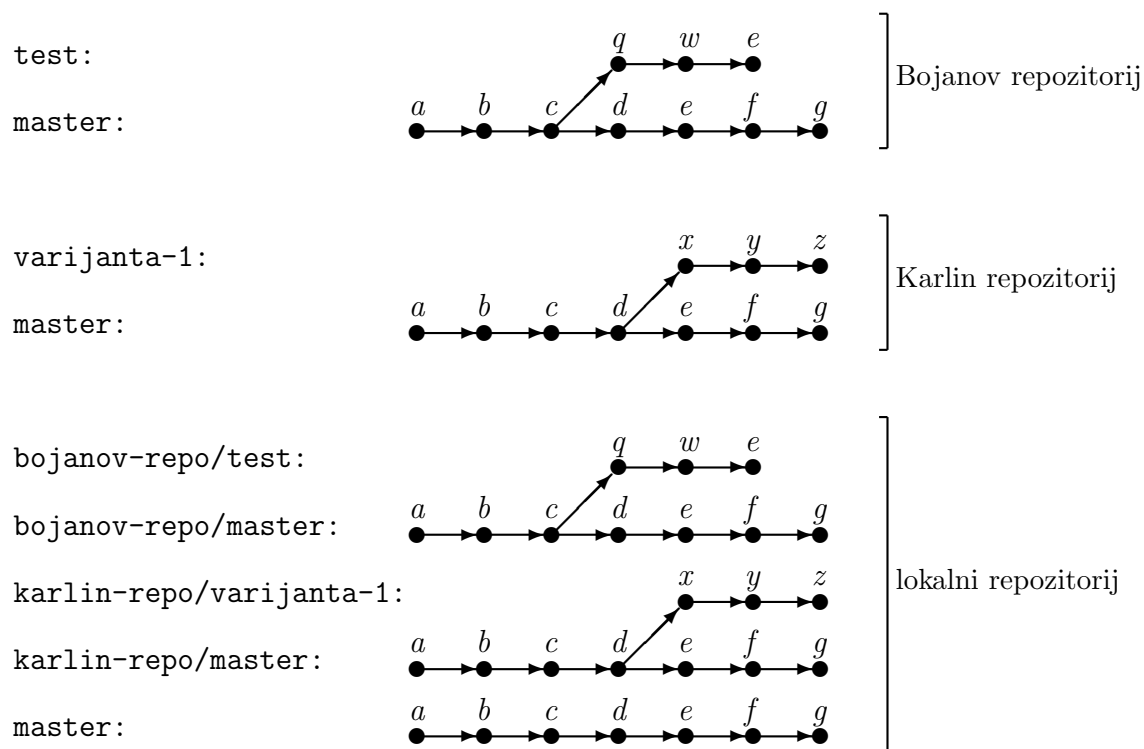 q w e
test:
Bojanov repozitorij
a b c d e f g
master:
x y z
varijanta-1:
Karlin repozitorij
a b c d e f g
master:
q w e
bojanov-repo/test:
a b c d e f g
bojanov-repo/master:
x y z
karlin-repo/varijanta-1:
lokalni repozitorij
a b c d e f g
karlin-repo/master:
a b c d e f g
master: